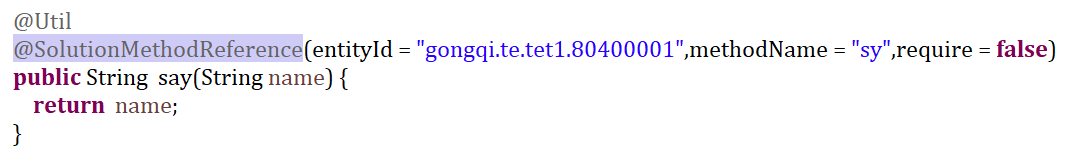 @Util
@SolutionMethodReference(entityId = "gongqi.te.tet1.80400001",methodName = "sy",require = false)
public String  say(String name) {
    return  name;
}